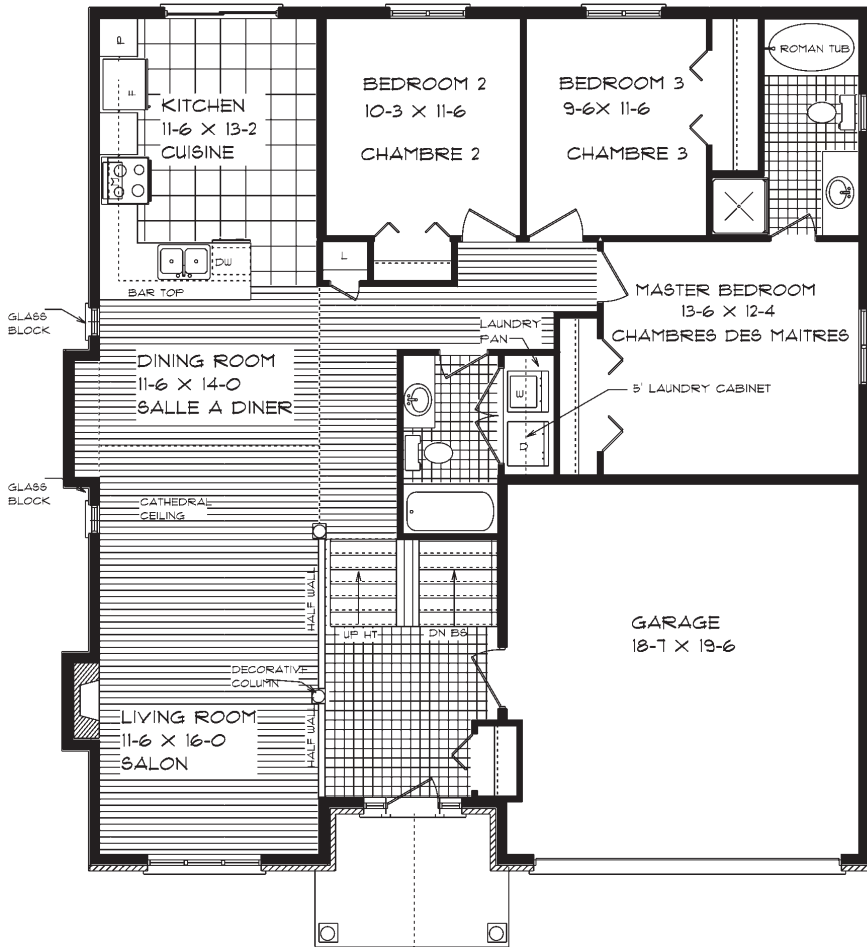 P
F
KITCHEN
11-6 X 13-2
CUISINE
BEDROOM 2
10-3 X 11-6
CHAMBRE 2
BEDROOM 3
9-6 X 11-6
CHAMBRE 3
ROMAN TUB
DW
BAR TOP
L
MASTER BEDROOM
13-6 X 12-4
CHAMBRES DES MAITRES
GLASS
BLOCK
LAUNDRY
PAN
5' LAUNDRY CABINET
D
DINING ROOM
11-6 X 14-0
SALLE A DINER
GLASS
BLOCK
CATHEDRAL
CEILING
HALF WALL
UP HT
DN BS
GARAGE
18-7 X 19-6
DECORATIVE
COLUMN
HALF WALL
LIVING ROOM
11-6 X 16-0
SALON